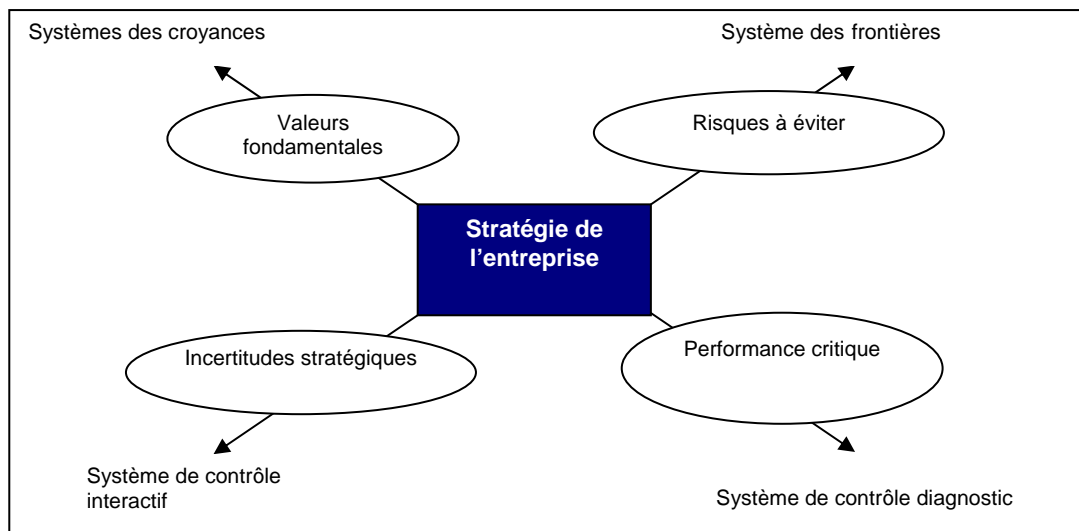 Systèmes des croyances
Système des frontières
Valeurs
fondamentales
Risques à éviter
Stratégie de
l'entreprise
Incertitudes stratégiques
Performance critique
Système de contrôle
interactif
Système de contrôle diagnostic